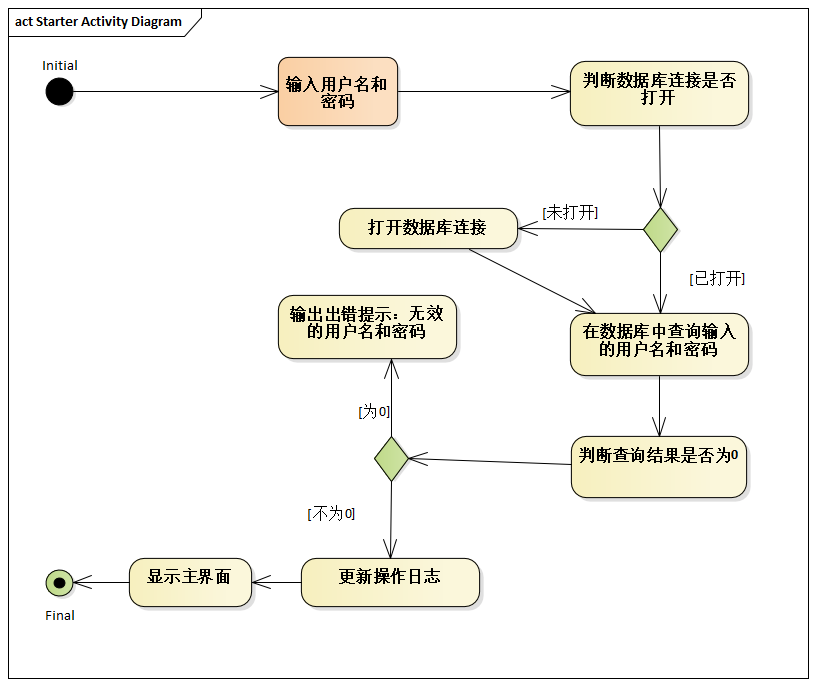 act Starter Activity Diagram
Initial
输入用户名和
密码
判断数据库连接是否
打开
[未打开]
打开数据库连接
[已打开]
输出出错提示：无效
的用户名和密码
在数据库中查询输入
的用户名和密码
[为0]
判断查询结果是否为0
[不为0]
显示主界面
更新操作日志
Final